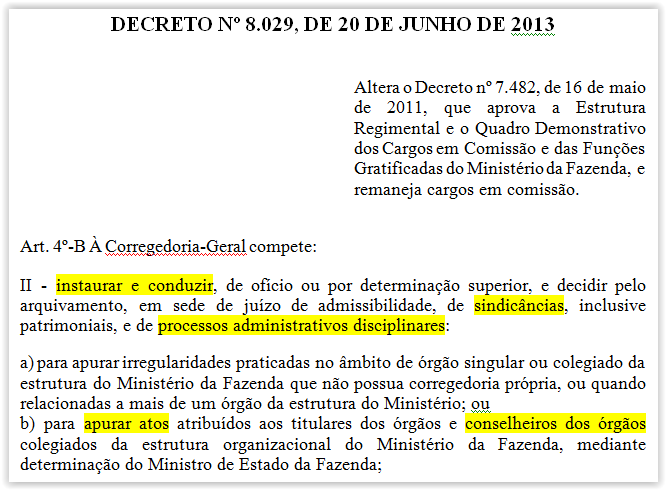 DECRETO Nº 8.029, DE 20 DE JUNHO DE 2013
Altera o Decreto nº 7.482, de 16 de maio
de 2011, que aprova a Estrutura
Regimental e o Quadro Demonstrativo
dos Cargos em Comissão e das Funções
Gratificadas do Ministério da Fazenda, e
remaneja cargos em comissão.
Art. 4º-B À Corregedoria-Geral compete:
II - instaurar e conduzir, de ofício ou por determinação superior, e decidir pelo
arquivamento, em sede de juízo de admissibilidade, de sindicâncias, inclusive
patrimoniais, e de processos administrativos disciplinares:
a) para apurar irregularidades praticadas no âmbito de órgão singular ou colegiado da
estrutura do Ministério da Fazenda que não possua corregedoria própria, ou quando
relacionadas a mais de um órgão da estrutura do Ministério; ou
b) para apurar atos atribuídos aos titulares dos órgãos e conselheiros dos órgãos
colegiados da estrutura organizacional do Ministério da Fazenda, mediante
determinação do Ministro de Estado da Fazenda;